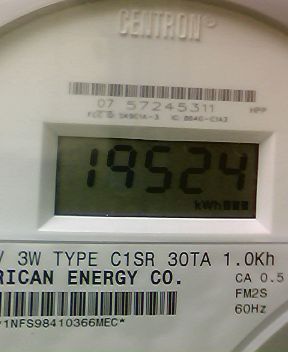 CENTRON®
07 57245311 HPP
19524
kWh
V 3W TYPE C1SR 30TA 1.0Kh
RICAN ENERGY CO. CA 0.5
FM2S
60Hz
*1NFS98410366MEC*